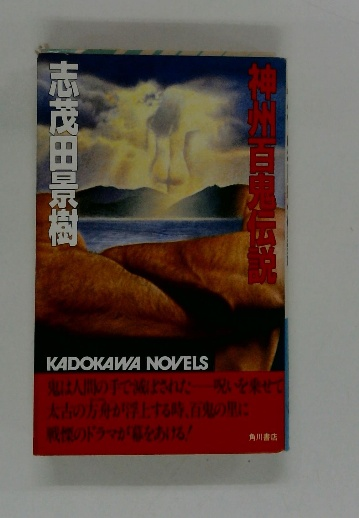 神州百鬼伝説
志茂田景樹
KADOKAWA NOVELS
鬼は人間の手で滅ぼされた――呪いを乗せて
太古の方舟が浮上する時、百鬼の里に
戦慄のドラマが幕をあける!
角川書店